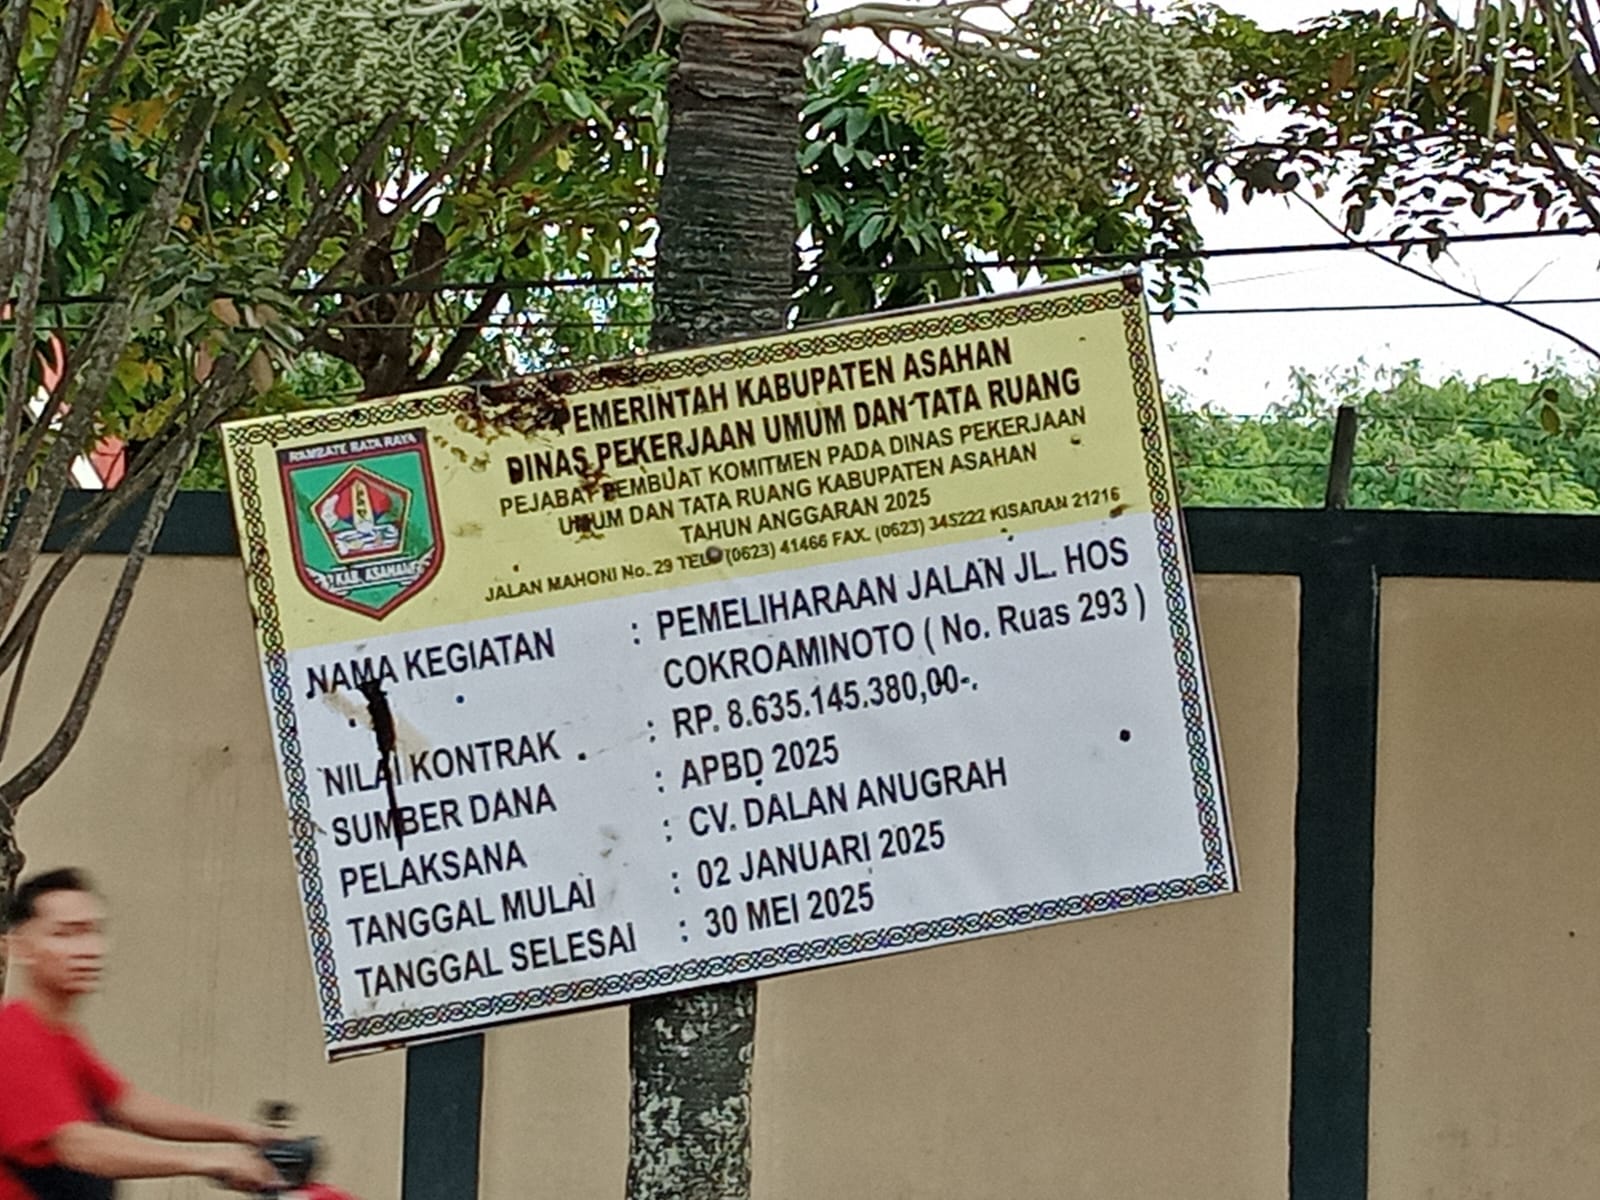 RAMBATE RATA RAYA
KAB. ASAHAN
PEMERINTAH KABUPATEN ASAHAN
DINAS PEKERJAAN UMUM DAN TATA RUANG
PEJABAT PEMBUAT KOMITMEN PADA DINAS PEKERJAAN
UMUM DAN TATA RUANG KABUPATEN ASAHAN
TAHUN ANGGARAN 2025
JALAN MAHONI No. 29 TELP (0623) 41466 FAX. (0623) 345222 KISARAN 21216
NAMA KEGIATAN : PEMELIHARAAN JALAN JL. HOS
COKROAMINOTO ( No. Ruas 293 )
NILAI KONTRAK : RP. 8.635.145.380,00-.
SUMBER DANA : APBD 2025
PELAKSANA : CV. DALAN ANUGRAH
TANGGAL MULAI : 02 JANUARI 2025
TANGGAL SELESAI : 30 MEI 2025